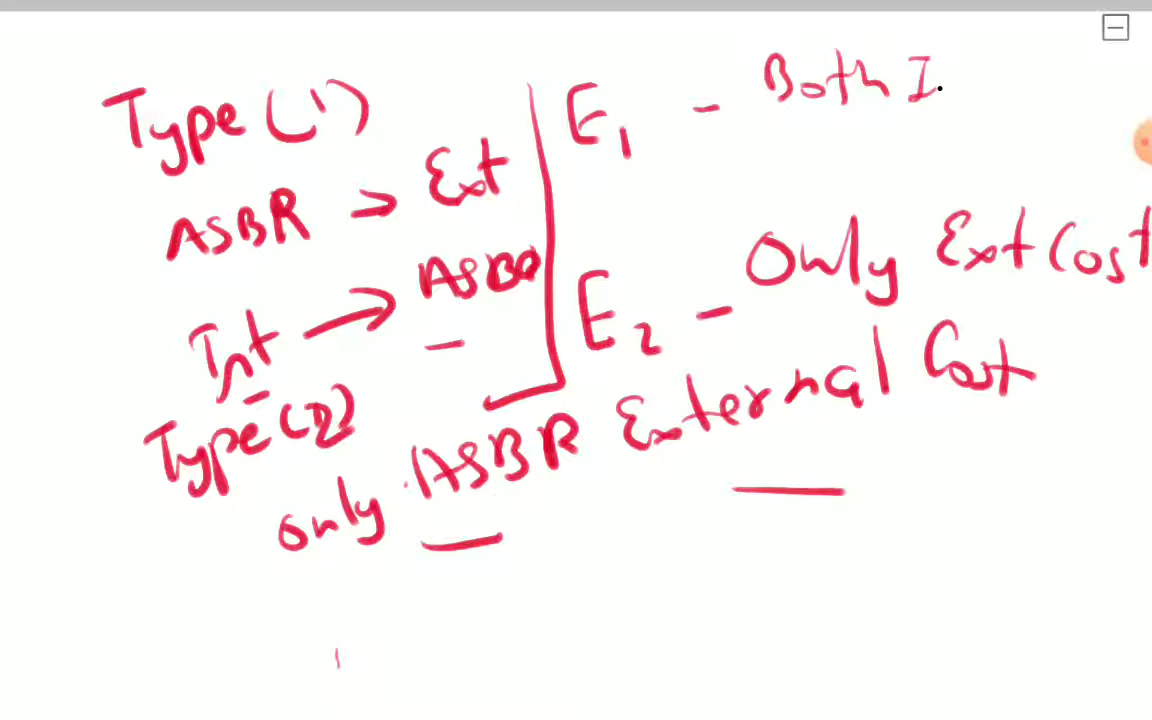 Type (1)
ASBR > Ext
Int → ASBR
Type (2)
only ASBR External Cost
E1 - Both I
E2 - Only Ext Cost